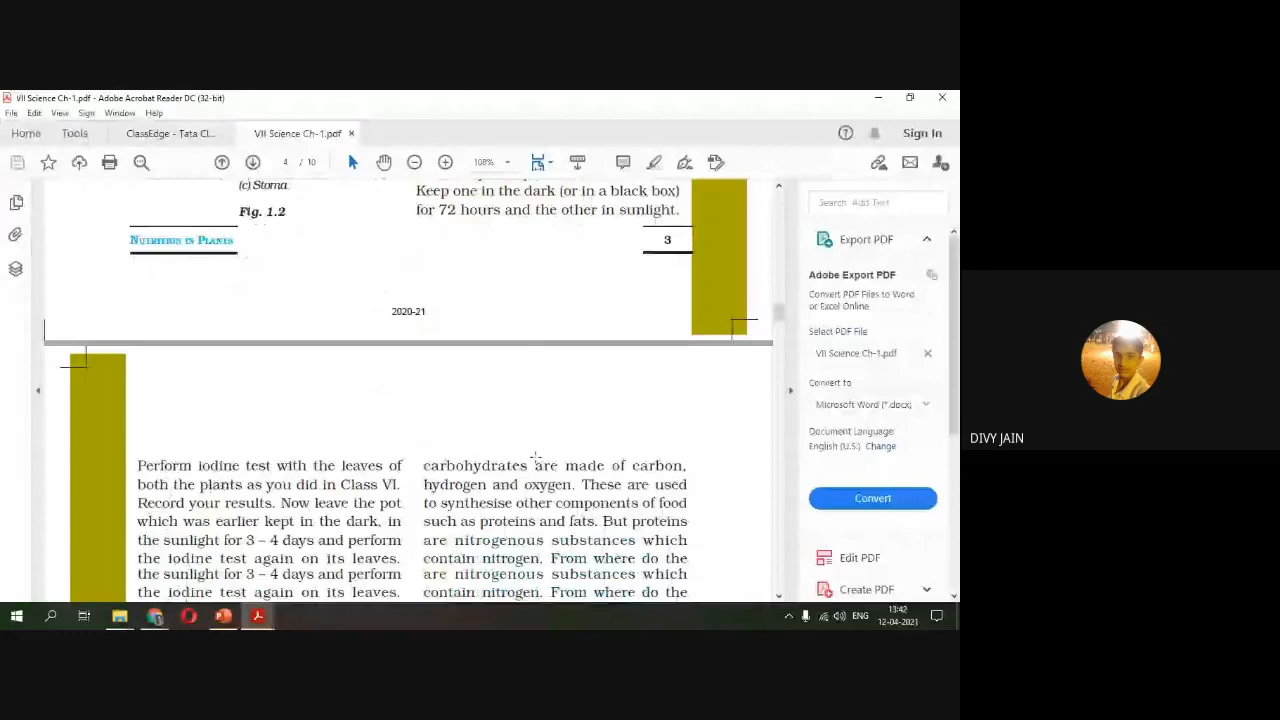 VII Science Ch-1.pdf - Adobe Acrobat Reader DC (32-bit)
File Edit View Sign Window Help
Home Tools ClassEdge - Tata Cl... VII Science Ch-1.pdf × Sign In
4 / 10 108%
(c) Stoma
Fig. 1.2
Keep one in the dark (or in a black box)
for 72 hours and the other in sunlight.
NUTRITION IN PLANTS
3
2020-21
Perform iodine test with the leaves of
both the plants as you did in Class VI.
Record your results. Now leave the pot
which was earlier kept in the dark, in
the sunlight for 3 – 4 days and perform
the iodine test again on its leaves.
the sunlight for 3 – 4 days and perform
the iodine test again on its leaves.
carbohydrates are made of carbon,
hydrogen and oxygen. These are used
to synthesise other components of food
such as proteins and fats. But proteins
are nitrogenous substances which
contain nitrogen. From where do the
are nitrogenous substances which
contain nitrogen. From where do the
Search 'Add Text'
Export PDF
Adobe Export PDF
Convert PDF Files to Word
or Excel Online
Select PDF File
VII Science Ch-1.pdf ×
Convert to
Microsoft Word (*.docx)
Document Language:
English (U.S.) Change
Convert
Edit PDF
Create PDF
ENG
13:42
12-04-2021
DIVY JAIN